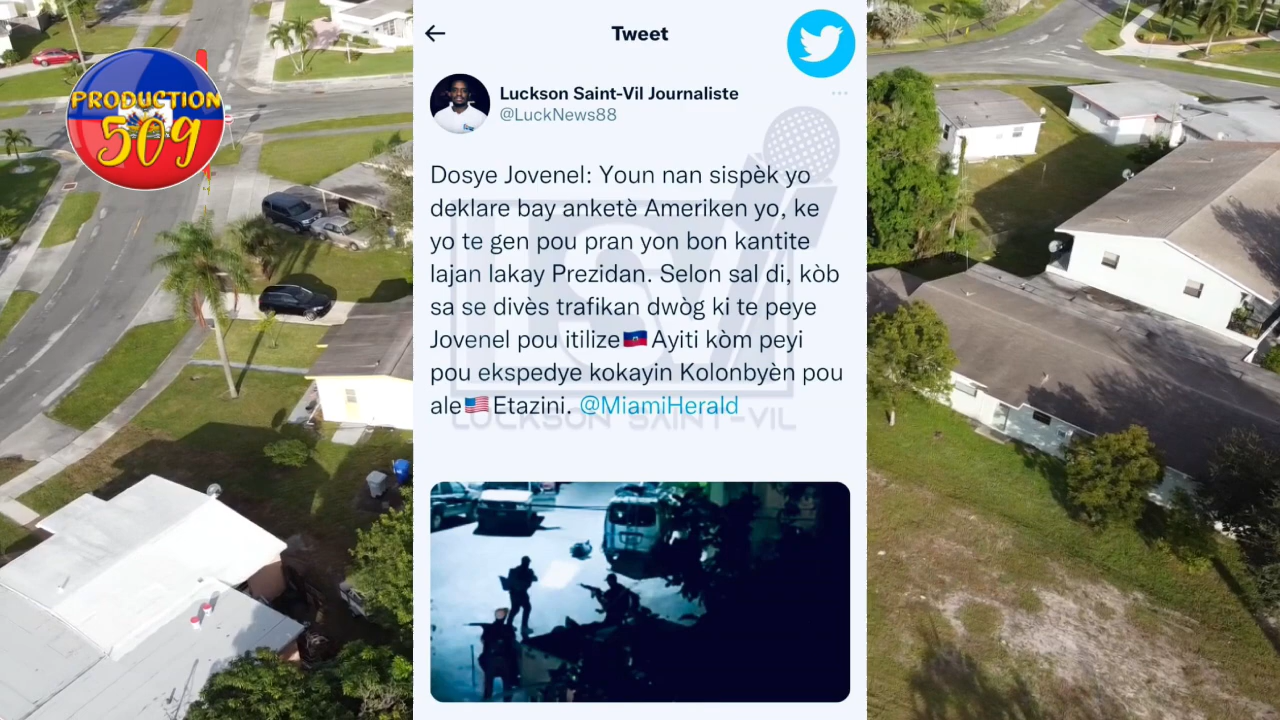 PRODUCTION
509
Tweet
Luckson Saint-Vil Journaliste
@LuckNews88
Dosye Jovenel: Youn nan sispèk yo
deklare bay anketè Ameriken yo, ke
yo te gen pou pran yon bon kantite
lajan lakay Prezidan. Selon sal di, kòb
sa se divès trafikan dwòg ki te peye
Jovenel pou itilize🇭🇹Ayiti kòm peyi
pou ekspedye kokayin Kolonbyèn pou
ale🇺🇸Etazini. @MiamiHerald
LSV
LUCKSON SAINT-VIL